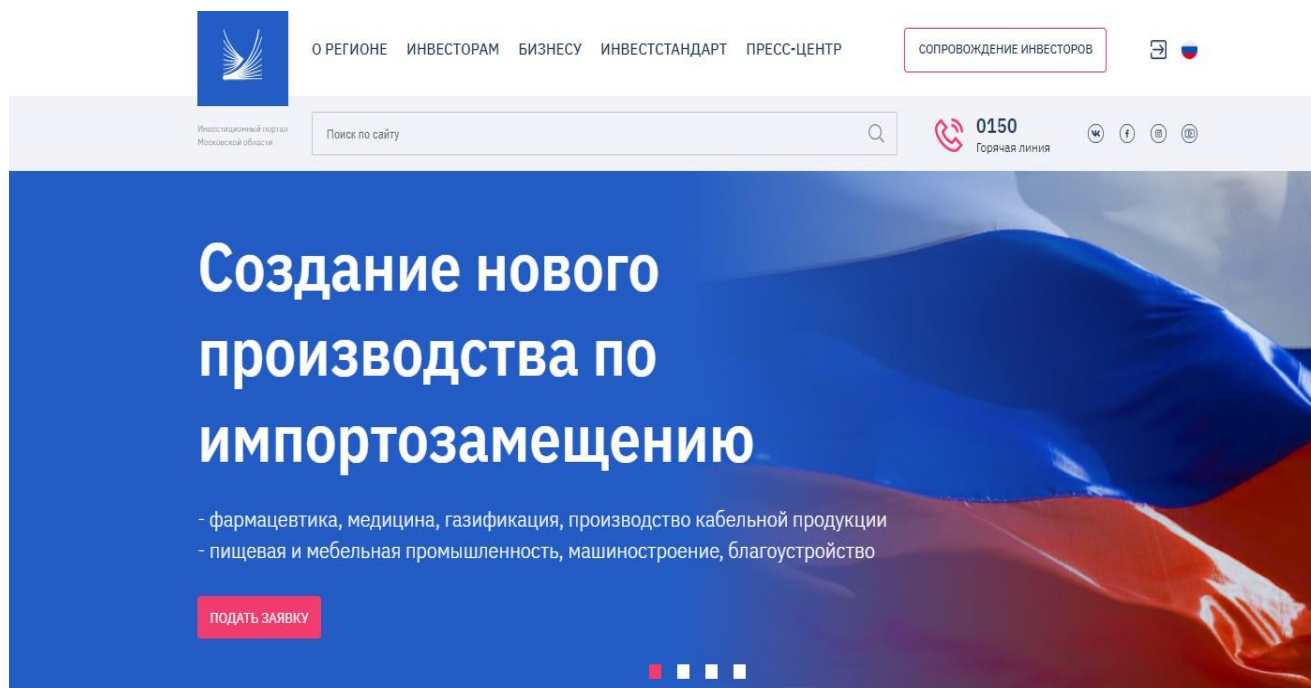 О РЕГИОНЕ ИНВЕСТОРАМ БИЗНЕСУ ИНВЕСТСТАНДАРТ ПРЕСС-ЦЕНТР СОПРОВОЖДЕНИЕ ИНВЕСТОРОВ
Инвестиционный портал
Московской области
Поиск по сайту
0150
Горячая линия
Создание нового
производства по
импортозамещению
- фармацевтика, медицина, газификация, производство кабельной продукции
- пищевая и мебельная промышленность, машиностроение, благоустройство
ПОДАТЬ ЗАЯВКУ